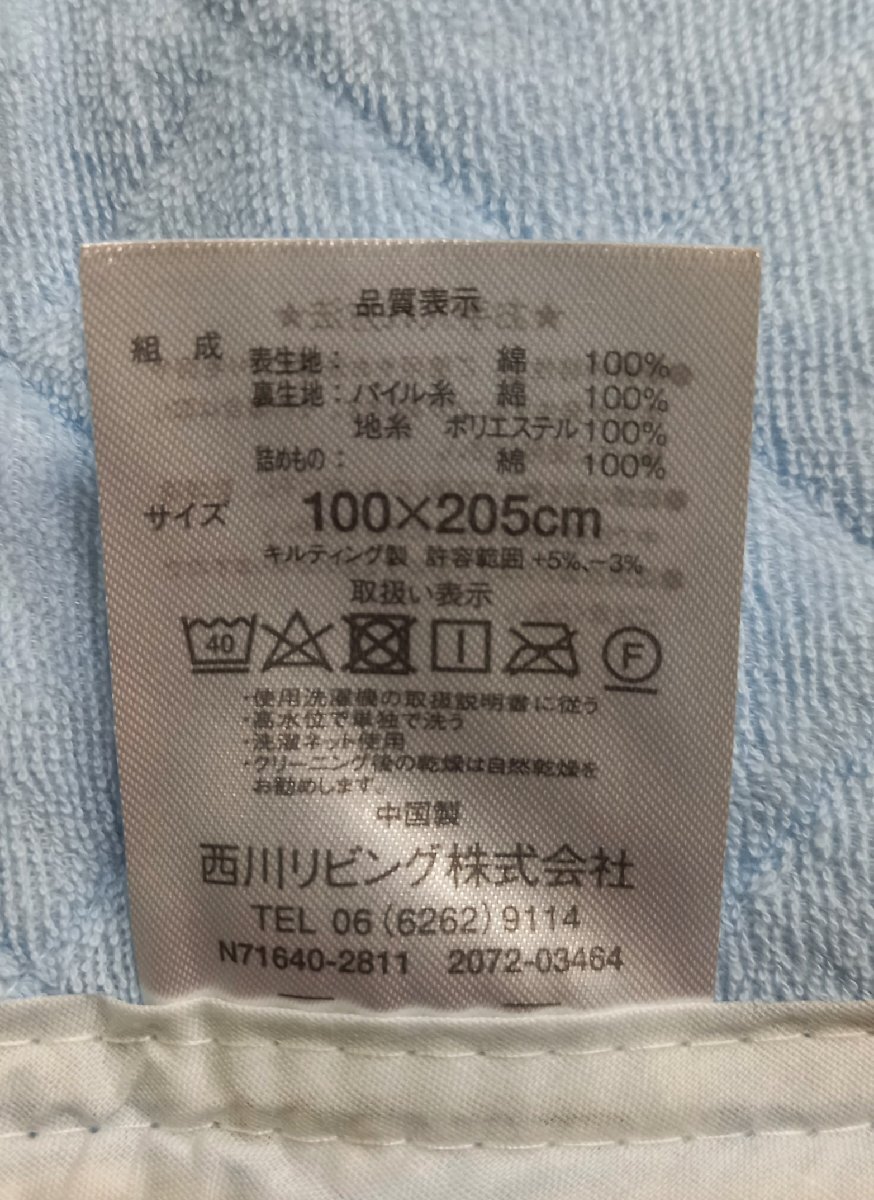 品質表示
組 成 表生地： 綿 100%
裏生地：パイル糸 綿 100%
地糸 ポリエステル100%
詰めもの： 綿 100%
サイズ 100×205cm
キルティング製 許容範囲 +5%、−3%
取扱い表示
40 F
・使用洗濯機の取扱説明書に従う
・高水位で単独で洗う
・洗濯ネット使用
・クリーニング後の乾燥は自然乾燥を
お勧めします。
中国製
西川リビング株式会社
TEL 06（6262）9114
N71640-2811 2072-03464